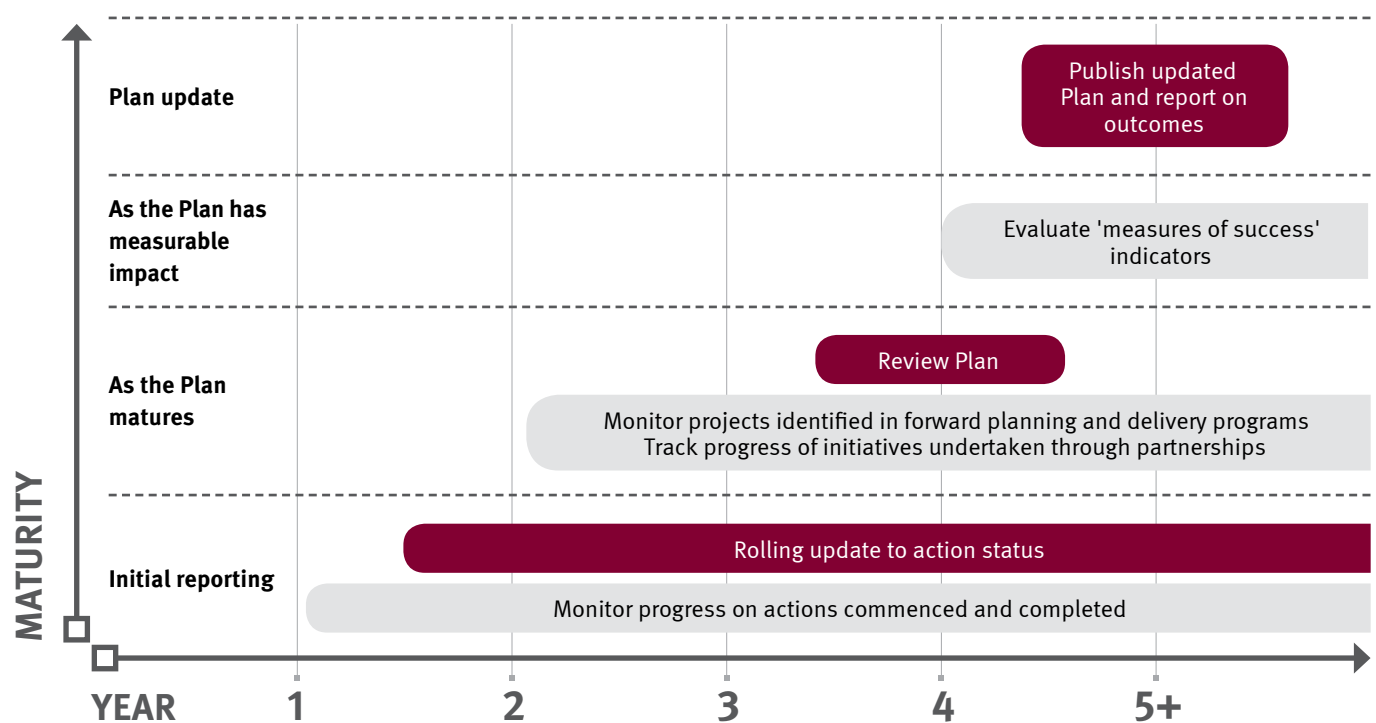 Plan update
Publish updated
Plan and report on
outcomes
As the Plan has
measurable
impact
Evaluate 'measures of success'
indicators
As the Plan
matures
Review Plan
Monitor projects identified in forward planning and delivery programs
Track progress of initiatives undertaken through partnerships
Initial reporting
Rolling update to action status
Monitor progress on actions commenced and completed
MATURITY
YEAR 1 2 3 4 5+